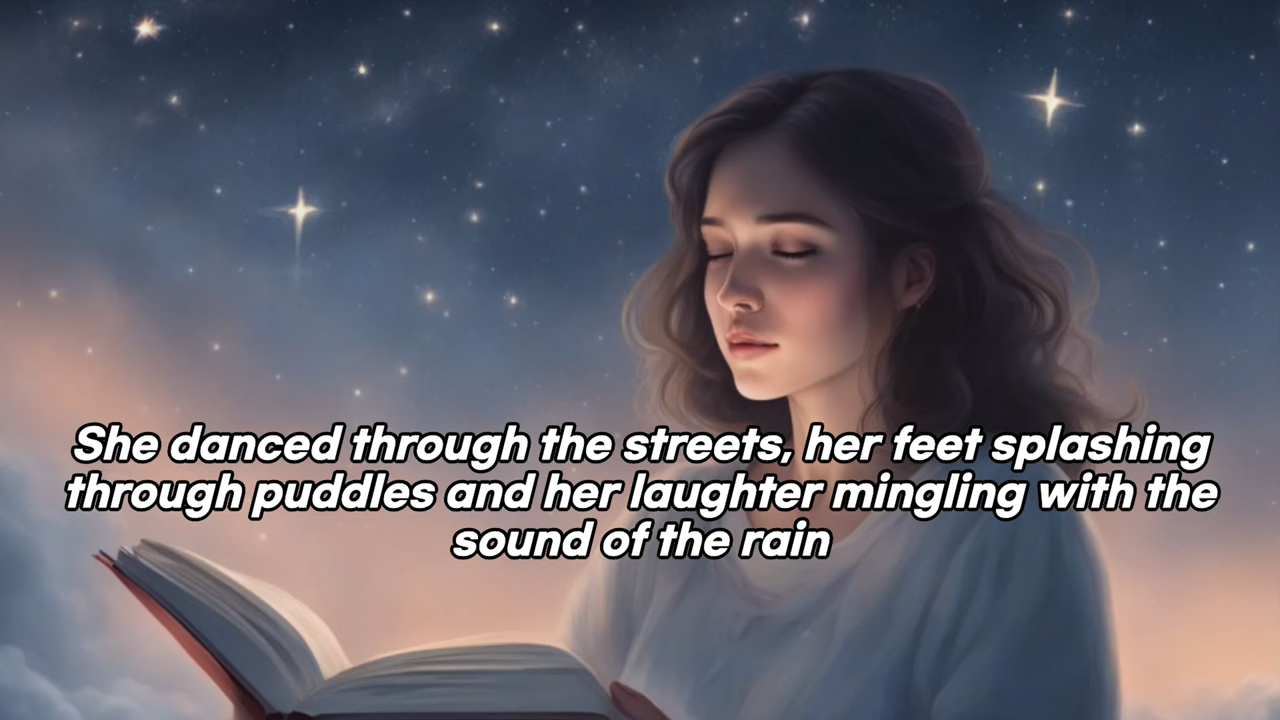 She danced through the streets, her feet splashing
through puddles and her laughter mingling with the
sound of the rain